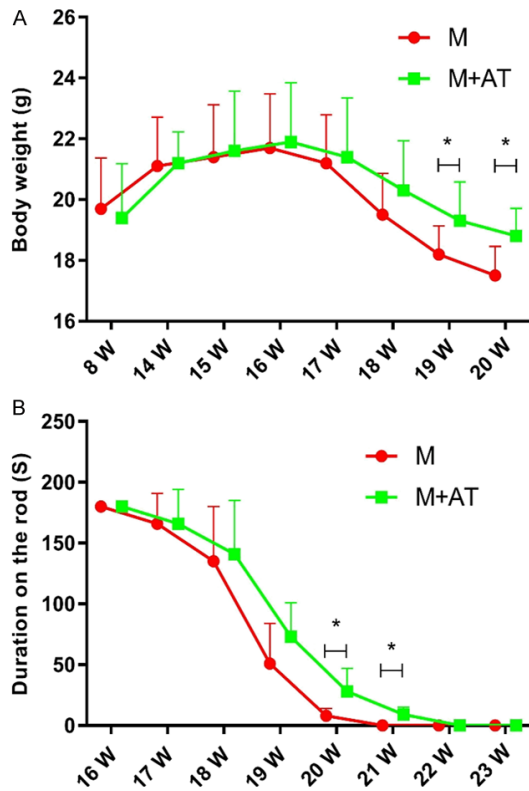 A
Body weight (g)
26
24
22
20
18
16
M
M+AT
*
*
8 W
14 W
15 W
16 W
17 W
18 W
19 W
20 W
B
Duration on the rod (S)
250
200
150
100
50
0
M
M+AT
*
*
16 W
17 W
18 W
19 W
20 W
21 W
22 W
23 W